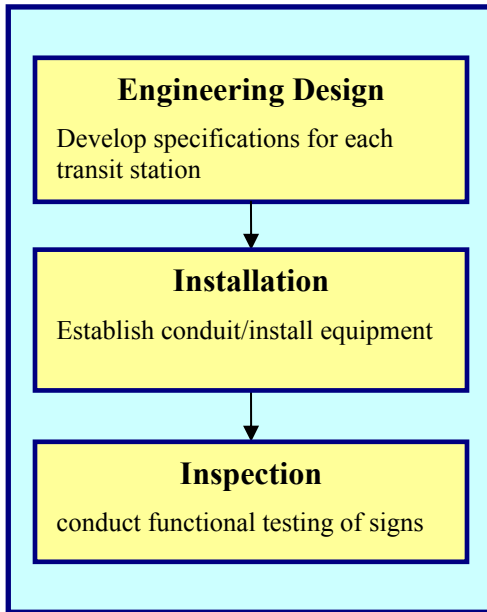 Engineering Design
Develop specifications for each
transit station
Installation
Establish conduit/install equipment
Inspection
conduct functional testing of signs